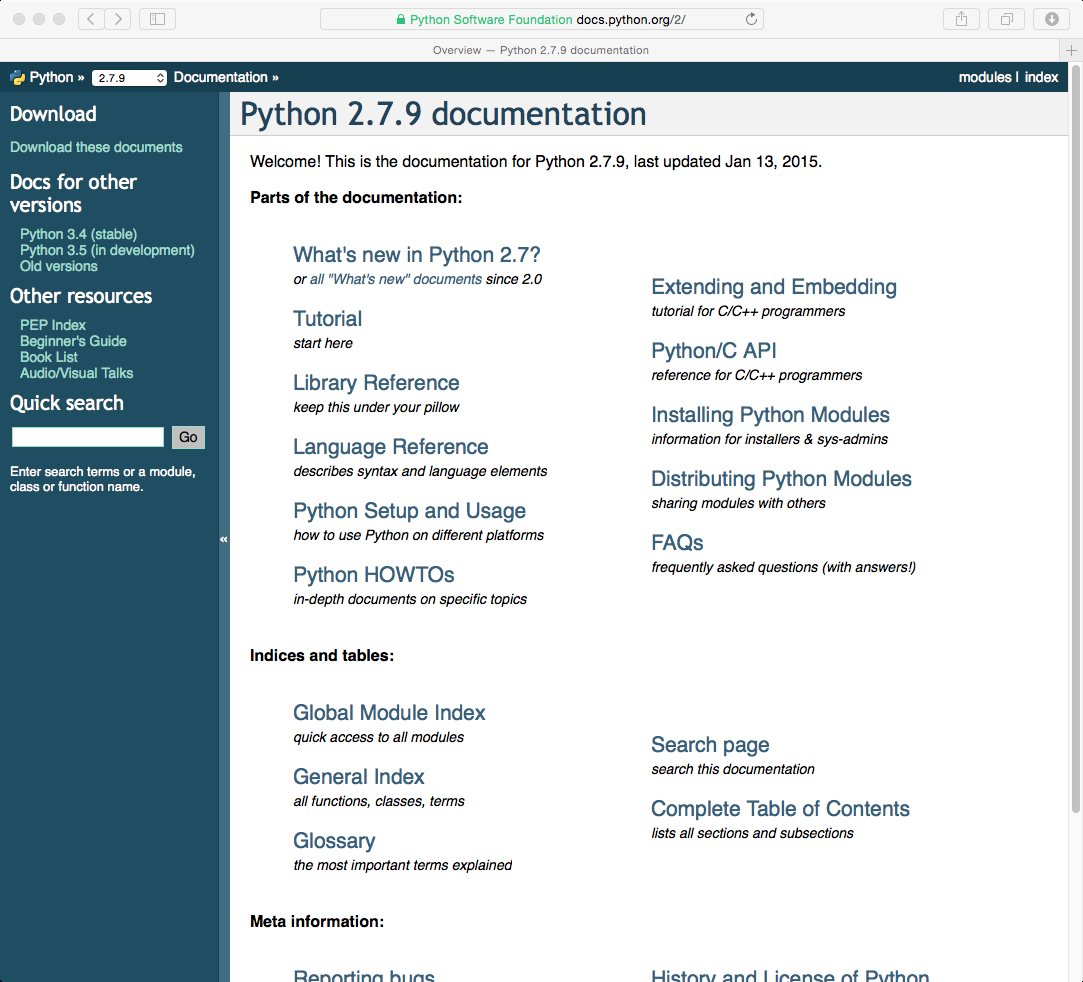 Python Software Foundation docs.python.org/2/
Overview — Python 2.7.9 documentation
Python » 2.7.9 Documentation »
modules | index
Download
Download these documents
Docs for other
versions
Python 3.4 (stable)
Python 3.5 (in development)
Old versions
Other resources
PEP Index
Beginner's Guide
Book List
Audio/Visual Talks
Quick search
Go
Enter search terms or a module,
class or function name.
«
Python 2.7.9 documentation
Welcome! This is the documentation for Python 2.7.9, last updated Jan 13, 2015.
Parts of the documentation:
What's new in Python 2.7?
or all "What's new" documents since 2.0
Tutorial
start here
Library Reference
keep this under your pillow
Language Reference
describes syntax and language elements
Python Setup and Usage
how to use Python on different platforms
Python HOWTOs
in-depth documents on specific topics
Extending and Embedding
tutorial for C/C++ programmers
Python/C API
reference for C/C++ programmers
Installing Python Modules
information for installers & sys-admins
Distributing Python Modules
sharing modules with others
FAQs
frequently asked questions (with answers!)
Indices and tables:
Global Module Index
quick access to all modules
General Index
all functions, classes, terms
Glossary
the most important terms explained
Search page
search this documentation
Complete Table of Contents
lists all sections and subsections
Meta information:
Reporting bugs
History and License of Python